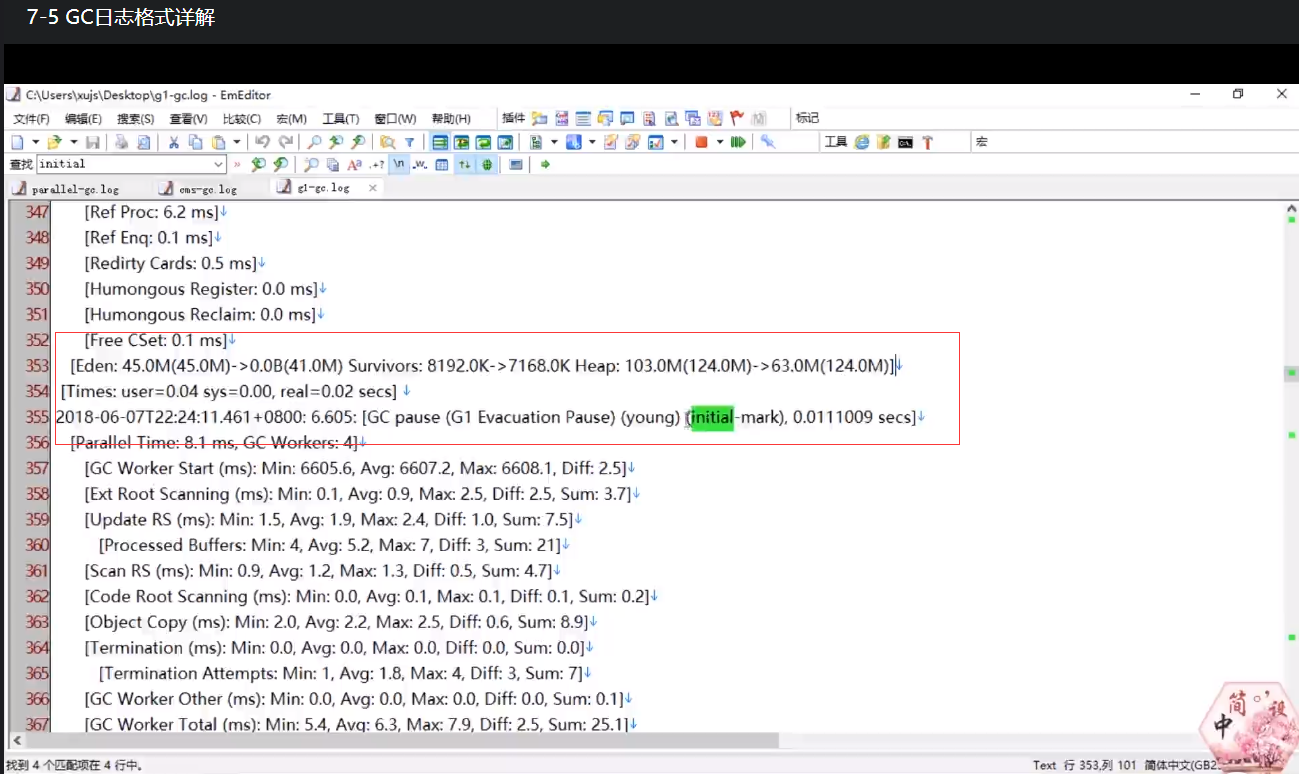 7-5 GC日志格式详解
C:\Users\xujs\Desktop\g1-gc.log - EmEditor
文件(F) 编辑(E) 搜索(S) 查看(V) 比较(C) 宏(M) 工具(T) 窗口(W) 帮助(H) 插件 标记
工具 宏
查找 initial
parallel-gc.log cms-gc.log g1-gc.log
347 [Ref Proc: 6.2 ms]↓
348 [Ref Enq: 0.1 ms]↓
349 [Redirty Cards: 0.5 ms]↓
350 [Humongous Register: 0.0 ms]↓
351 [Humongous Reclaim: 0.0 ms]↓
352 [Free CSet: 0.1 ms]↓
353 [Eden: 45.0M(45.0M)->0.0B(41.0M) Survivors: 8192.0K->7168.0K Heap: 103.0M(124.0M)->63.0M(124.0M)]↓
354 [Times: user=0.04 sys=0.00, real=0.02 secs] ↓
355 2018-06-07T22:24:11.461+0800: 6.605: [GC pause (G1 Evacuation Pause) (young) (initial-mark), 0.0111009 secs]↓
356 [Parallel Time: 8.1 ms, GC Workers: 4]↓
357 [GC Worker Start (ms): Min: 6605.6, Avg: 6607.2, Max: 6608.1, Diff: 2.5]↓
358 [Ext Root Scanning (ms): Min: 0.1, Avg: 0.9, Max: 2.5, Diff: 2.5, Sum: 3.7]↓
359 [Update RS (ms): Min: 1.5, Avg: 1.9, Max: 2.4, Diff: 1.0, Sum: 7.5]↓
360 [Processed Buffers: Min: 4, Avg: 5.2, Max: 7, Diff: 3, Sum: 21]↓
361 [Scan RS (ms): Min: 0.9, Avg: 1.2, Max: 1.3, Diff: 0.5, Sum: 4.7]↓
362 [Code Root Scanning (ms): Min: 0.0, Avg: 0.1, Max: 0.1, Diff: 0.1, Sum: 0.2]↓
363 [Object Copy (ms): Min: 2.0, Avg: 2.2, Max: 2.5, Diff: 0.6, Sum: 8.9]↓
364 [Termination (ms): Min: 0.0, Avg: 0.0, Max: 0.0, Diff: 0.0, Sum: 0.0]↓
365 [Termination Attempts: Min: 1, Avg: 1.8, Max: 4, Diff: 3, Sum: 7]↓
366 [GC Worker Other (ms): Min: 0.0, Avg: 0.0, Max: 0.0, Diff: 0.0, Sum: 0.1]↓
367 [GC Worker Total (ms): Min: 5.4, Avg: 6.3, Max: 7.9, Diff: 2.5, Sum: 25.1]↓
简
中 设
找到 4 个匹配项在 4 行中。 Text 行 353,列 101 简体中文(GB2